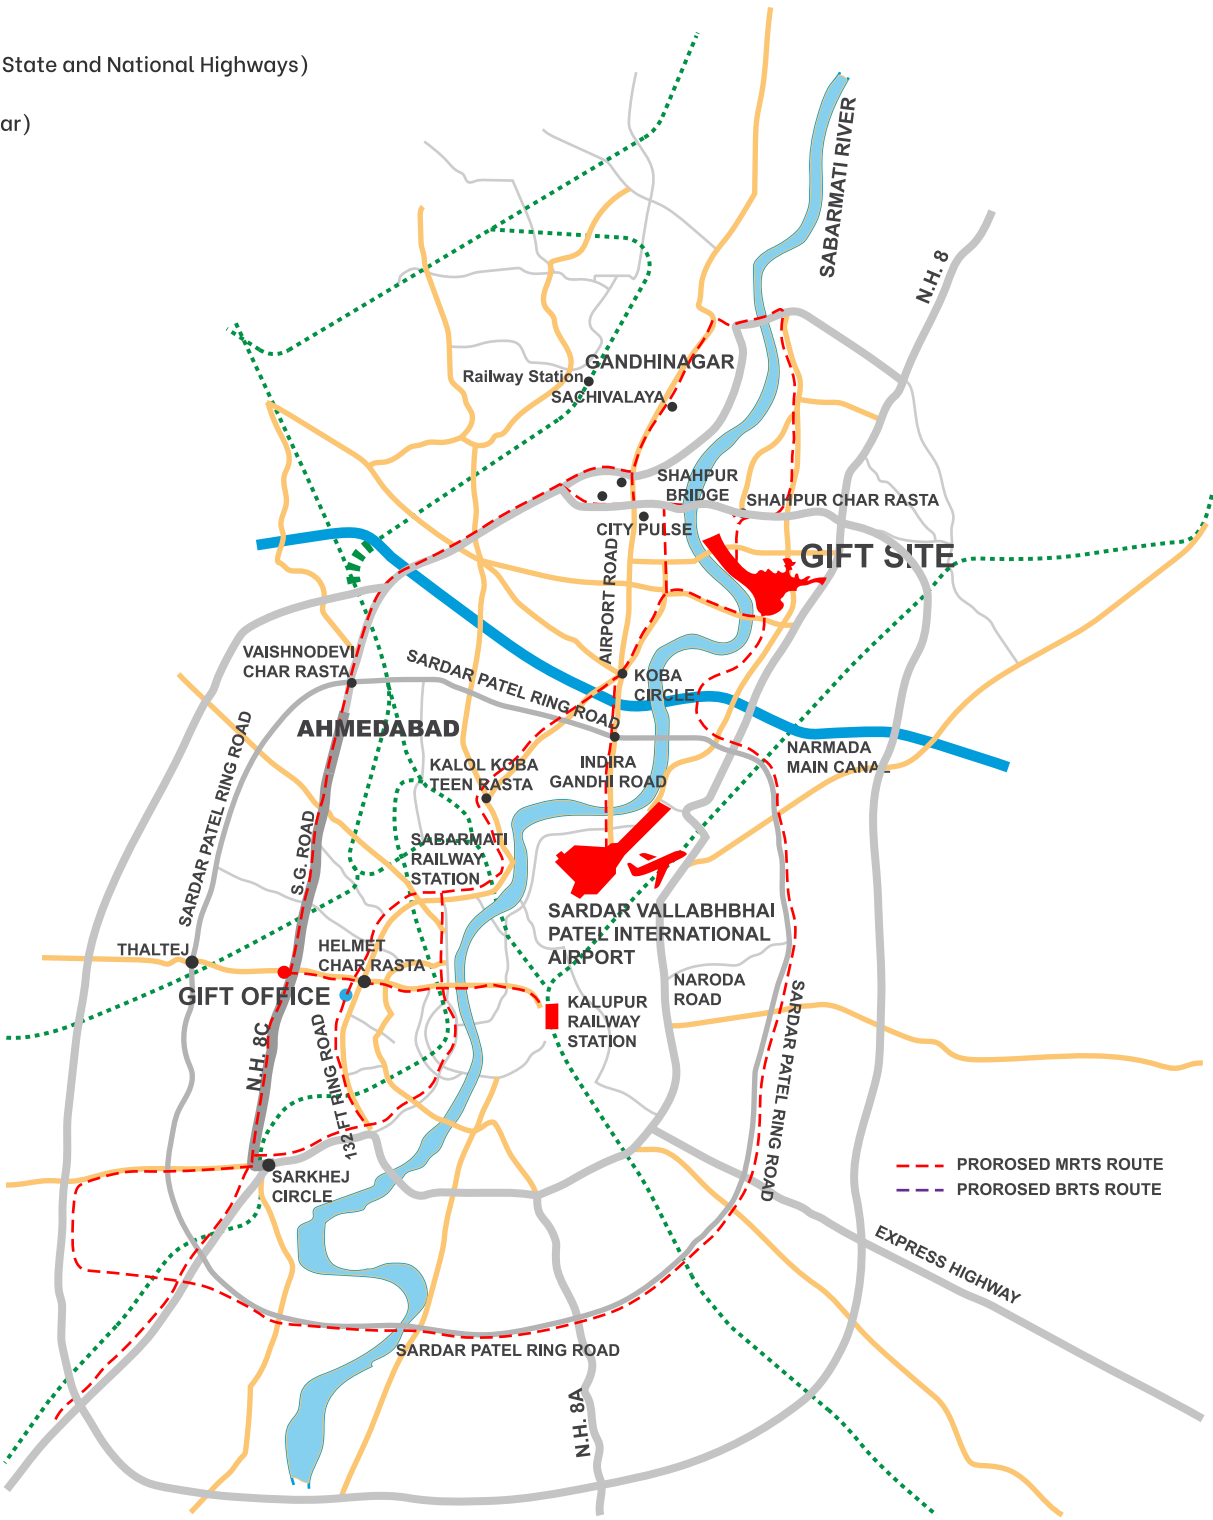 State and National Highways)
ar)
SABARMATI RIVER
N.H. 8
GANDHINAGAR
Railway Station
SACHIVALAYA
SHAHPUR
BRIDGE
SHAHPUR CHAR RASTA
CITY PULSE
GIFT SITE
AIRPORT ROAD
VAISHNODEVI
CHAR RASTA
SARDAR PATEL RING ROAD
KOBA
CIRCLE
AHMEDABAD
SARDAR PATEL RING ROAD
NARMADA
MAIN CANAL
KALOL KOBA
TEEN RASTA
INDIRA
GANDHI ROAD
S.G. ROAD
SABARMATI
RAILWAY
STATION
SARDAR VALLABHBHAI
PATEL INTERNATIONAL
AIRPORT
THALTEJ
HELMET
CHAR RASTA
GIFT OFFICE
NARODA
ROAD
KALUPUR
RAILWAY
STATION
SARDAR PATEL RING ROAD
N.H. 8C
132 FT RING ROAD
SARKHEJ
CIRCLE
PROROSED MRTS ROUTE
PROROSED BRTS ROUTE
EXPRESS HIGHWAY
SARDAR PATEL RING ROAD
N.H. 8A